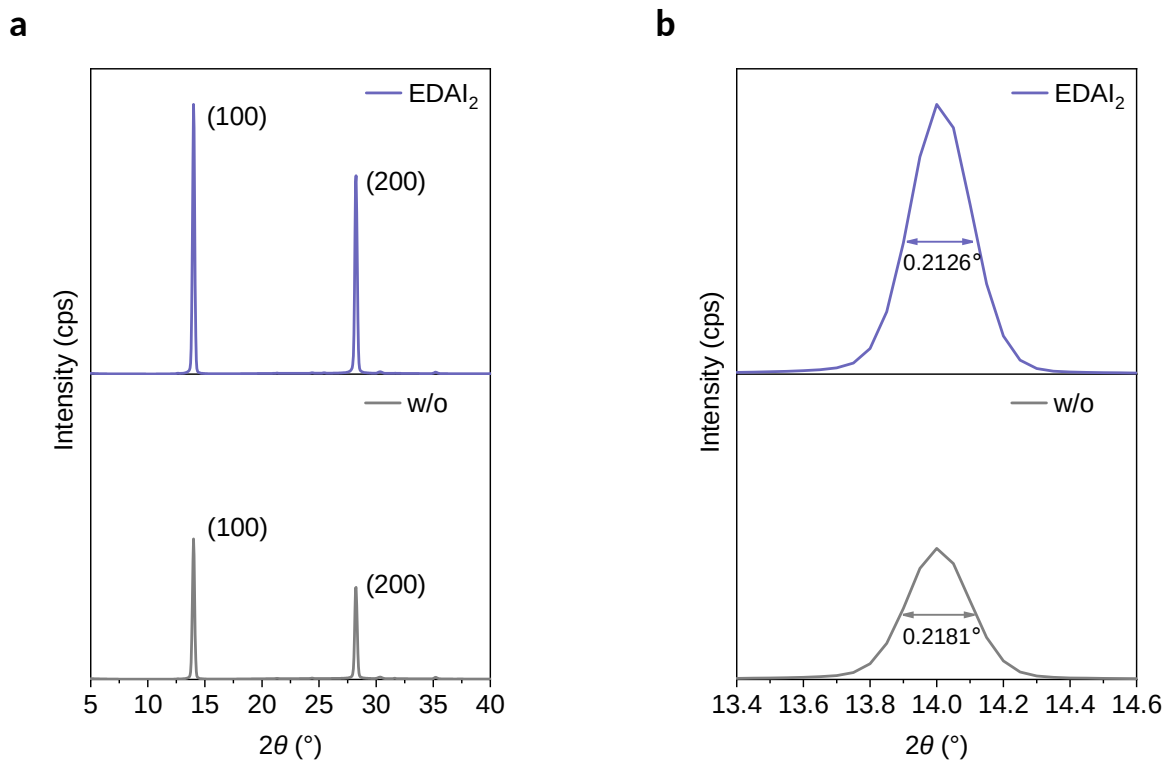 a
EDAI₂
(100)
(200)
Intensity (cps)
w/o
(100)
(200)
5 10 15 20 25 30 35 40
2θ (°)
b
EDAI₂
0.2126°
Intensity (cps)
w/o
0.2181°
13.4 13.6 13.8 14.0 14.2 14.4 14.6
2θ (°)